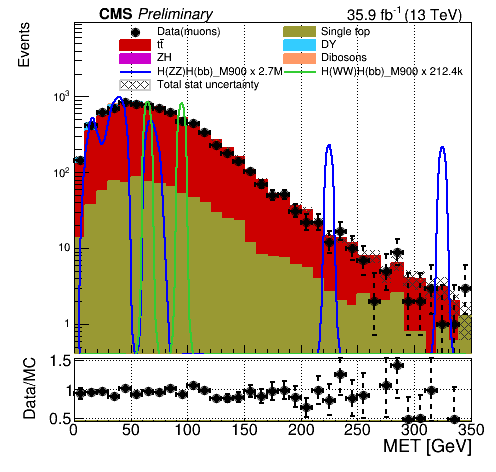 CMS Preliminary 35.9 fb⁻¹ (13 TeV)
Data(muons) Single top
tt̄ DY
ZH Dibosons
H(ZZ)H(bb)_M900 x 2.7M H(WW)H(bb)_M900 x 212.4k
Total stat uncertainty
Events
10³
10²
10
1
Data/MC
1.5
1
0.5
0 50 100 150 200 250 300 350
MET [GeV]